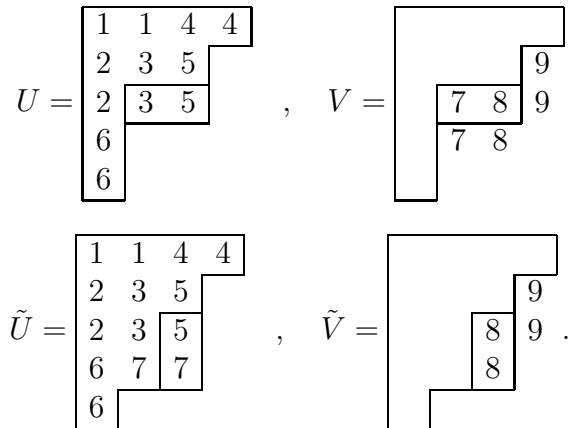 1 1 4 4
2 3 5 9
U = 2 3 5 , V = 7 8 9
6 7 8
6
1 1 4 4
2 3 5 9
Ũ = 2 3 5 , Ṽ = 8 9 .
6 7 7 8
6